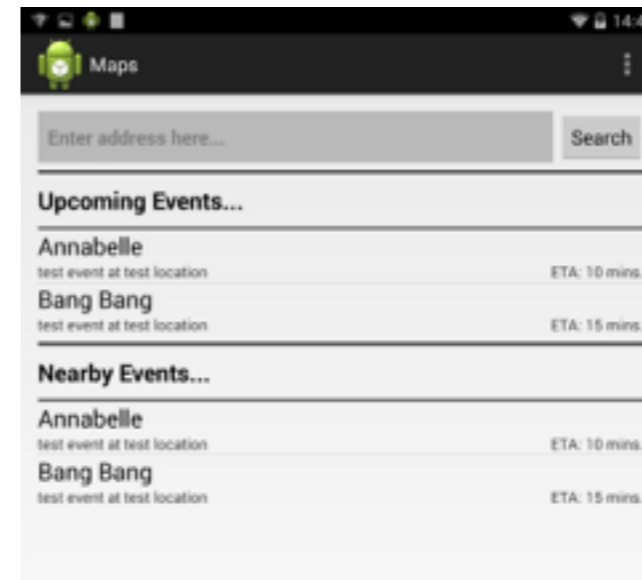 Maps
Enter address here...
Search
Upcoming Events...
Annabelle
test event at test location
ETA: 10 mins.
Bang Bang
test event at test location
ETA: 15 mins.
Nearby Events...
Annabelle
test event at test location
ETA: 10 mins.
Bang Bang
test event at test location
ETA: 15 mins.